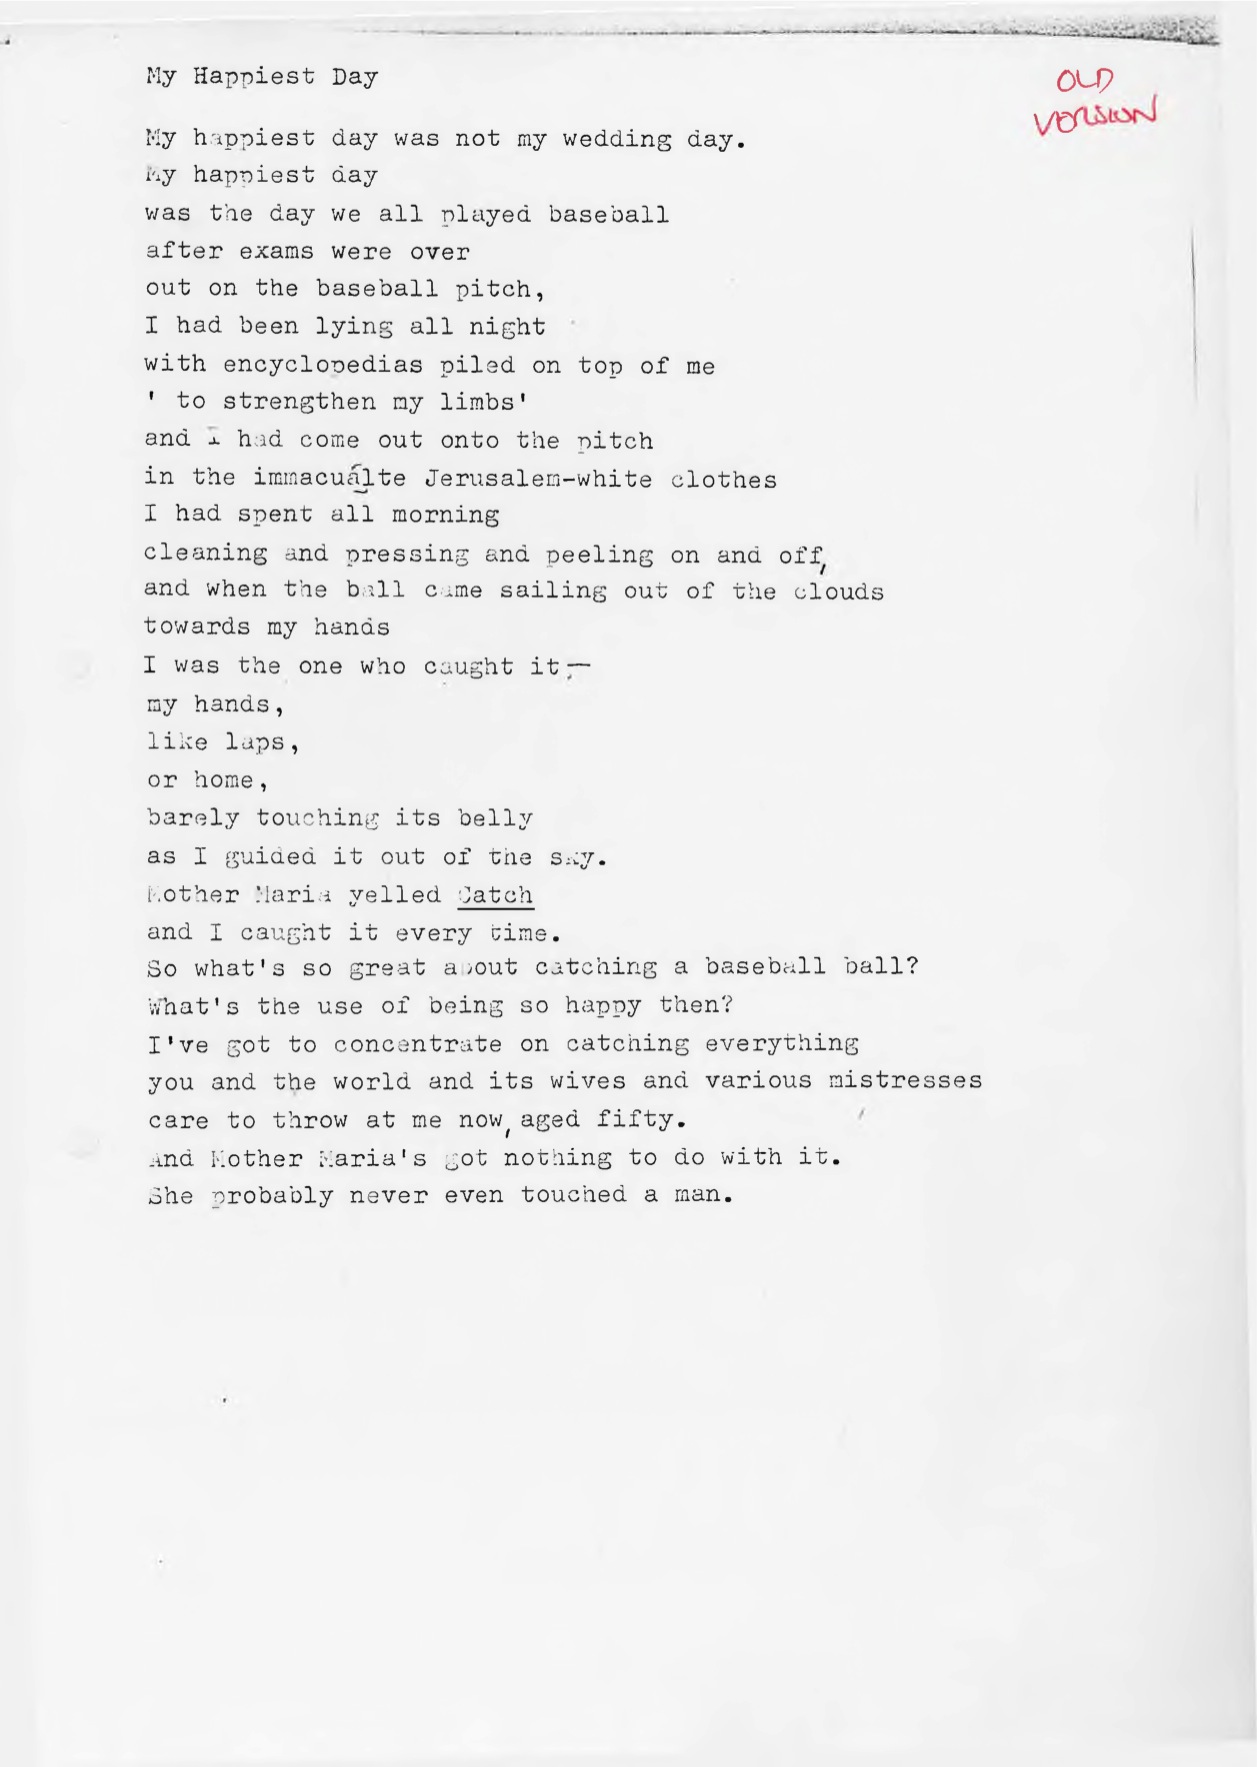 My Happiest Day
OLD
VERSION
My happiest day was not my wedding day.
My happiest day
was the day we all played baseball
after exams were over
out on the baseball pitch,
I had been lying all night
with encyclopedias piled on top of me
' to strengthen my limbs'
and I had come out onto the pitch
in the immacualte Jerusalem-white clothes
I had spent all morning
cleaning and pressing and peeling on and off,
and when the ball came sailing out of the clouds
towards my hands
I was the one who caught it;—
my hands,
like laps,
or home,
barely touching its belly
as I guided it out of the sky.
Mother Maria yelled Catch
and I caught it every time.
So what's so great about catching a baseball ball?
What's the use of being so happy then?
I've got to concentrate on catching everything
you and the world and its wives and various mistresses
care to throw at me now, aged fifty.
And Mother Maria's got nothing to do with it.
She probably never even touched a man.